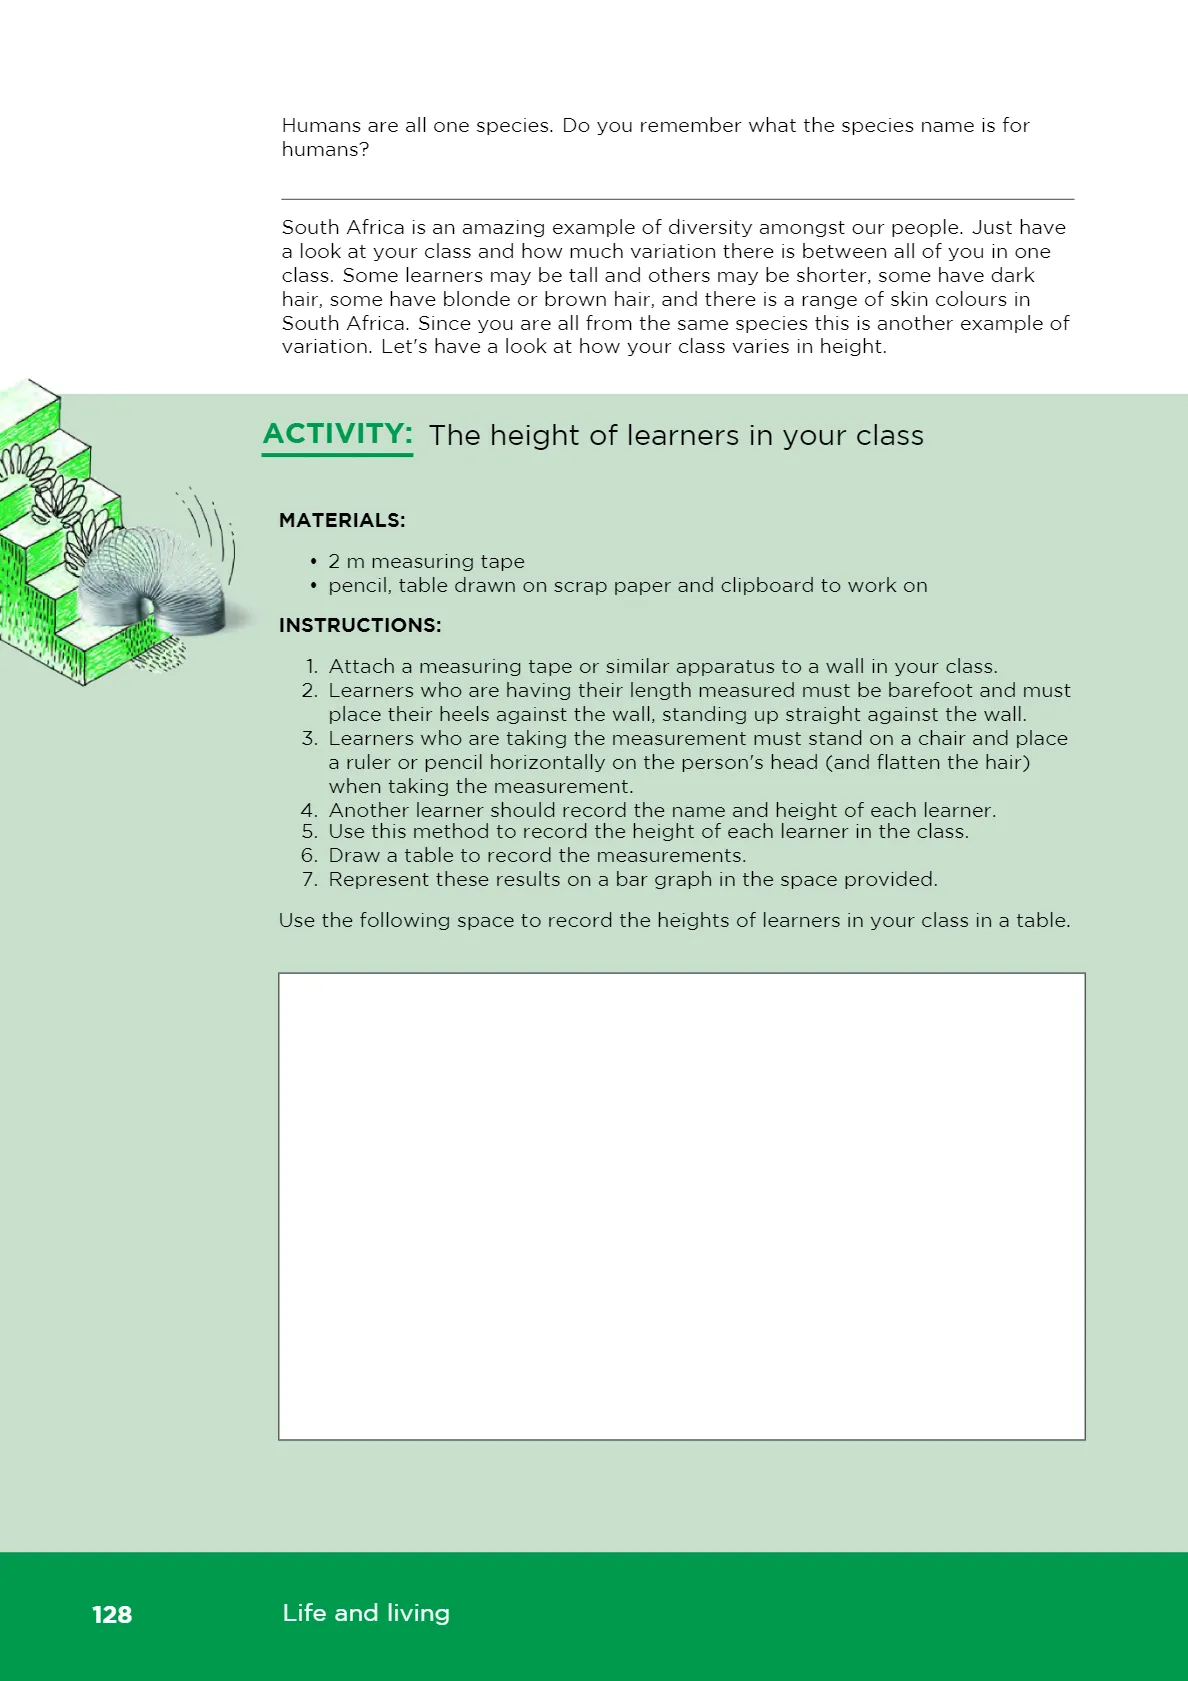 Humans are all one species. Do you remember what the species name is for
humans?
South Africa is an amazing example of diversity amongst our people. Just have
a look at your class and how much variation there is between all of you in one
class. Some learners may be tall and others may be shorter, some have dark
hair, some have blonde or brown hair, and there is a range of skin colours in
South Africa. Since you are all from the same species this is another example of
variation. Let's have a look at how your class varies in height.
ACTIVITY: The height of learners in your class
MATERIALS:
• 2 m measuring tape
• pencil, table drawn on scrap paper and clipboard to work on
INSTRUCTIONS:
1. Attach a measuring tape or similar apparatus to a wall in your class.
2. Learners who are having their length measured must be barefoot and must
place their heels against the wall, standing up straight against the wall.
3. Learners who are taking the measurement must stand on a chair and place
a ruler or pencil horizontally on the person's head (and flatten the hair)
when taking the measurement.
4. Another learner should record the name and height of each learner.
5. Use this method to record the height of each learner in the class.
6. Draw a table to record the measurements.
7. Represent these results on a bar graph in the space provided.
Use the following space to record the heights of learners in your class in a table.
128 Life and living